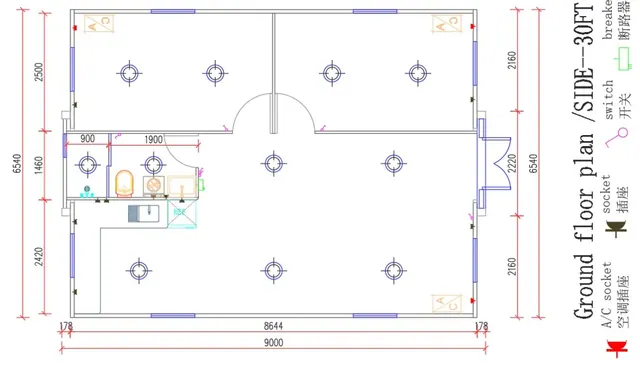 A/C
2500
2160
900
1900
6540
1460
2220
6540
2420
2160
A/C
178
8644
178
9000
Ground floor plan /SIDE--30FT
A/C socket
空调插座
socket
插座
switch
开关
breake
断路器